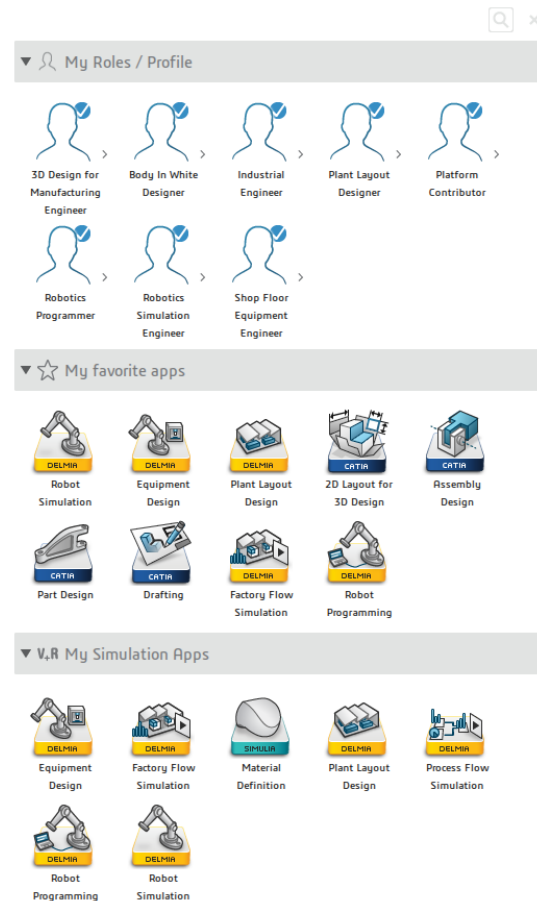 My Roles / Profile
3D Design for Manufacturing Engineer
Body In White Designer
Industrial Engineer
Plant Layout Designer
Platform Contributor
Robotics Programmer
Robotics Simulation Engineer
Shop Floor Equipment Engineer
My favorite apps
DELMIA
Robot Simulation
DELMIA
Equipment Design
DELMIA
Plant Layout Design
CATIA
2D Layout for 3D Design
CATIA
Assembly Design
CATIA
Part Design
CATIA
Drafting
DELMIA
Factory Flow Simulation
DELMIA
Robot Programming
V,R My Simulation Apps
DELMIA
Equipment Design
DELMIA
Factory Flow Simulation
SIMULIA
Material Definition
DELMIA
Plant Layout Design
DELMIA
Process Flow Simulation
DELMIA
Robot Programming
DELMIA
Robot Simulation